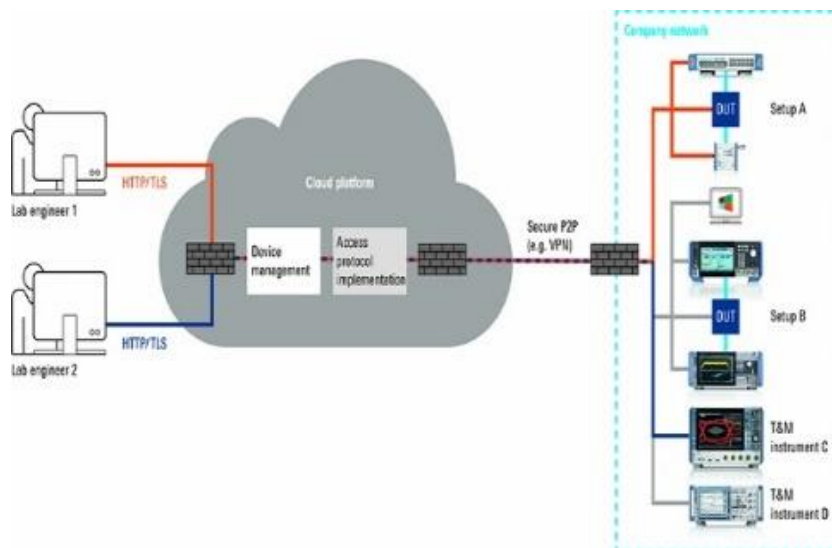 Company network
DUT
Setup A
HTTP/TLS
Lab engineer 1
Cloud platform
Device
management
Access
protocol
implementation
Secure P2P
(e.g. VPN)
DUT
Setup B
HTTP/TLS
Lab engineer 2
T&M
instrument C
T&M
instrument D